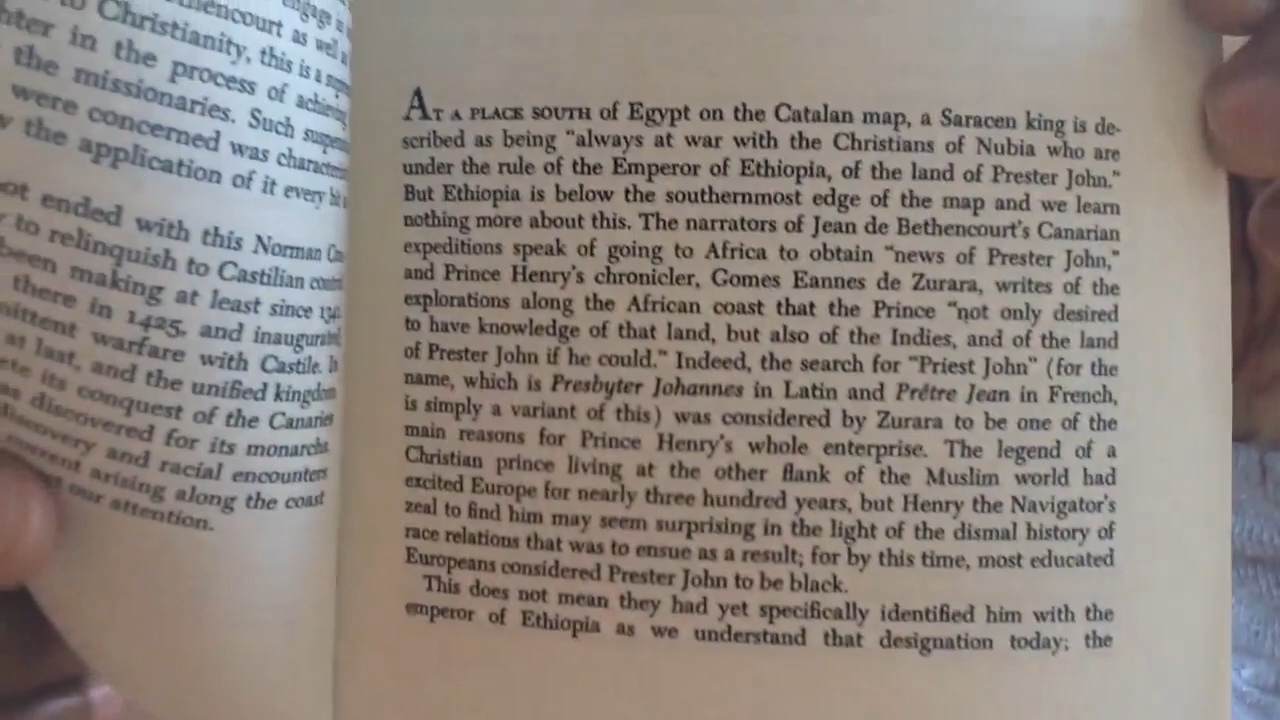 engage in
Bethencourt as well a
to Christianity, this is a
in the process of achieving
the missionaries. Such
were concerned was
the application of it every bit
ot ended with this Norman
to relinquish to Castilian
been making at least since
there in 1425, and
warfare with Castile.
at last, and the unified kingdom
its conquest of the Canaries
discovered for its monarchs
discovery and racial encounters
current arising along the coast
our attention.
AT A PLACE SOUTH of Egypt on the Catalan map, a Saracen king is de-
scribed as being "always at war with the Christians of Nubia who are
under the rule of the Emperor of Ethiopia, of the land of Prester John."
But Ethiopia is below the southernmost edge of the map and we learn
nothing more about this. The narrators of Jean de Bethencourt's Canarian
expeditions speak of going to Africa to obtain "news of Prester John,"
and Prince Henry's chronicler, Gomes Eannes de Zurara, writes of the
explorations along the African coast that the Prince "not only desired
to have knowledge of that land, but also of the Indies, and of the land
of Prester John if he could." Indeed, the search for "Priest John" (for the
name, which is Presbyter Johannes in Latin and Prêtre Jean in French,
is simply a variant of this) was considered by Zurara to be one of the
main reasons for Prince Henry's whole enterprise. The legend of a
Christian prince living at the other flank of the Muslim world had
excited Europe for nearly three hundred years, but Henry the Navigator's
zeal to find him may seem surprising in the light of the dismal history of
race relations that was to ensue as a result; for by this time, most educated
Europeans considered Prester John to be black.
This does not mean they had yet specifically identified him with the
emperor of Ethiopia as we understand that designation today; the